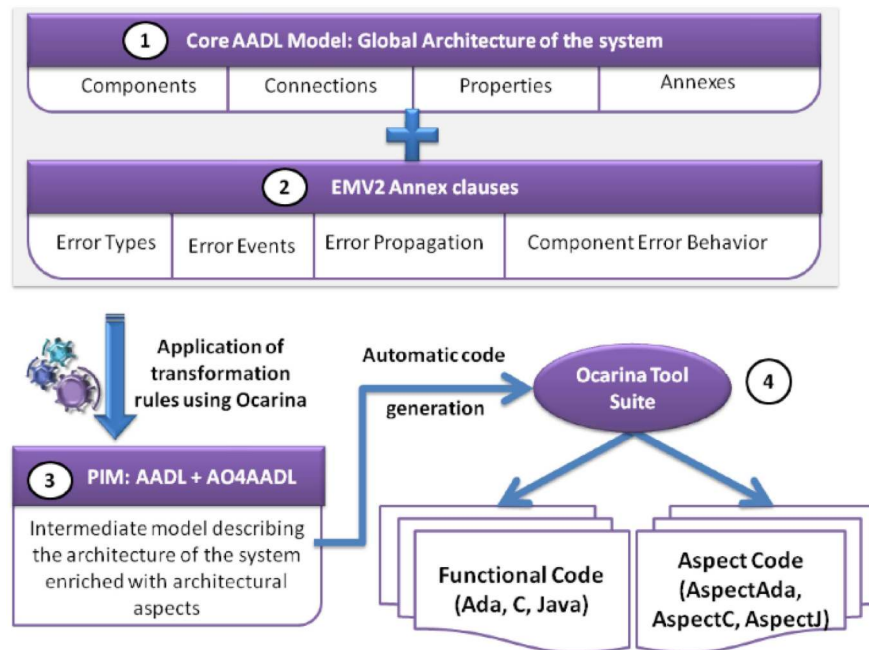 1 Core AADL Model: Global Architecture of the system
Components Connections Properties Annexes
2 EMV2 Annex clauses
Error Types Error Events Error Propagation Component Error Behavior
Application of
transformation
rules using Ocarina
Automatic code
generation
Ocarina Tool
Suite
4
3 PIM: AADL + AO4AADL
Intermediate model describing
the architecture of the system
enriched with architectural
aspects
Functional Code
(Ada, C, Java)
Aspect Code
(AspectAda,
AspectC, AspectJ)